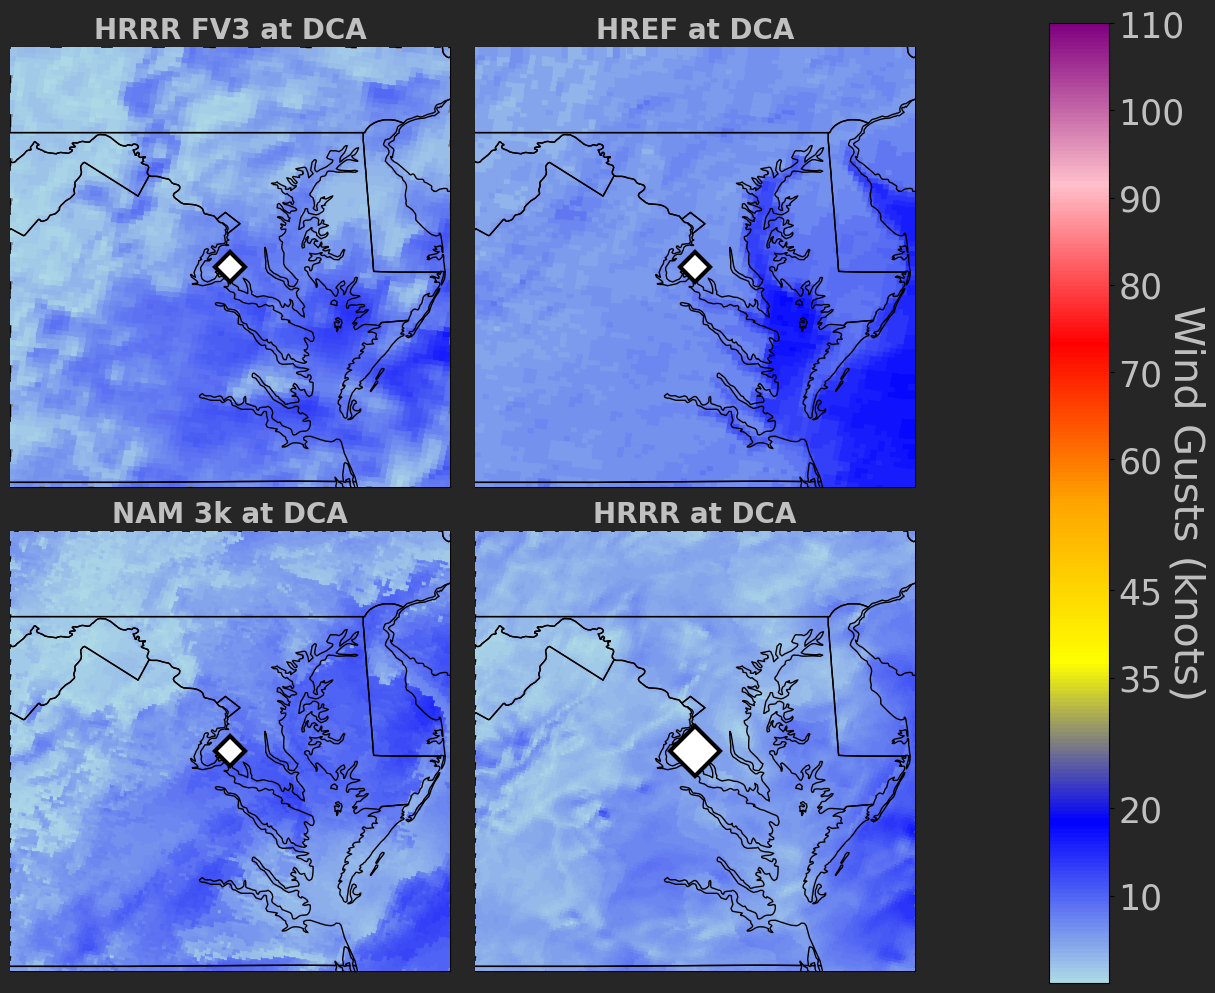 HRRR FV3 at DCA
HREF at DCA
NAM 3k at DCA
HRRR at DCA
110
100
90
80
70
60
45
35
20
10
Wind Gusts (knots)